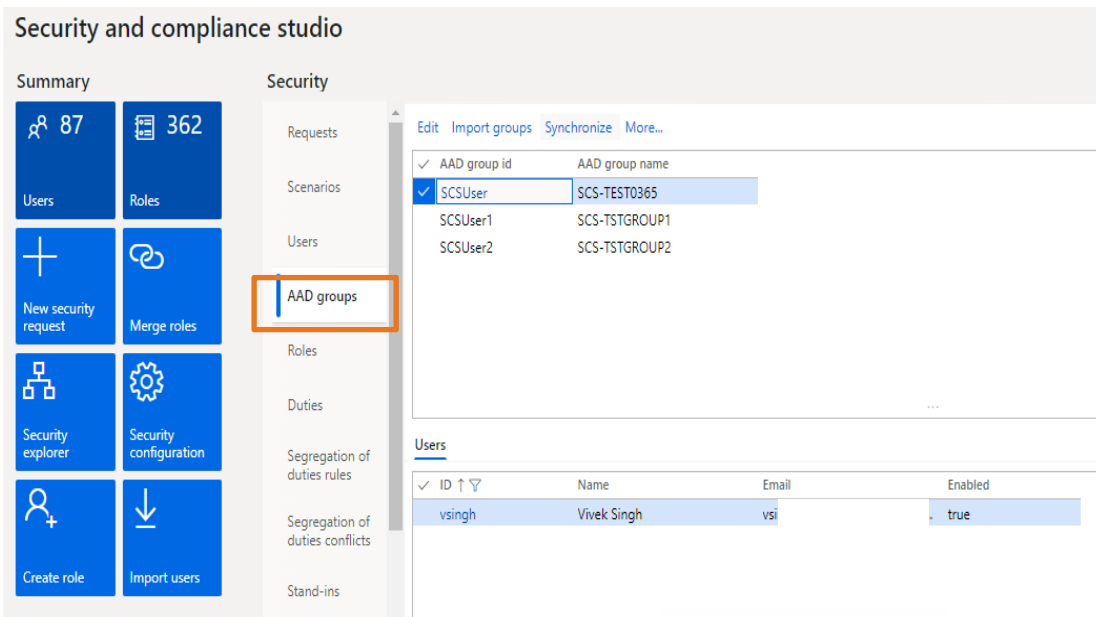 Security and compliance studio
Summary
87
Users
362
Roles
New security
request
Merge roles
Security
explorer
Security
configuration
Create role
Import users
Security
Requests
Scenarios
Users
AAD groups
Roles
Duties
Segregation of
duties rules
Segregation of
duties conflicts
Stand-ins
Edit Import groups Synchronize More...
AAD group id AAD group name
SCSUser SCS-TEST0365
SCSUser1 SCS-TSTGROUP1
SCSUser2 SCS-TSTGROUP2
...
Users
ID Name Email Enabled
vsingh Vivek Singh vsi . true